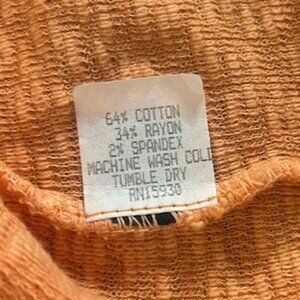 64% COTTON
34% RAYON
2% SPANDEX
MACHINE WASH COLD
TUMBLE DRY
RN15930